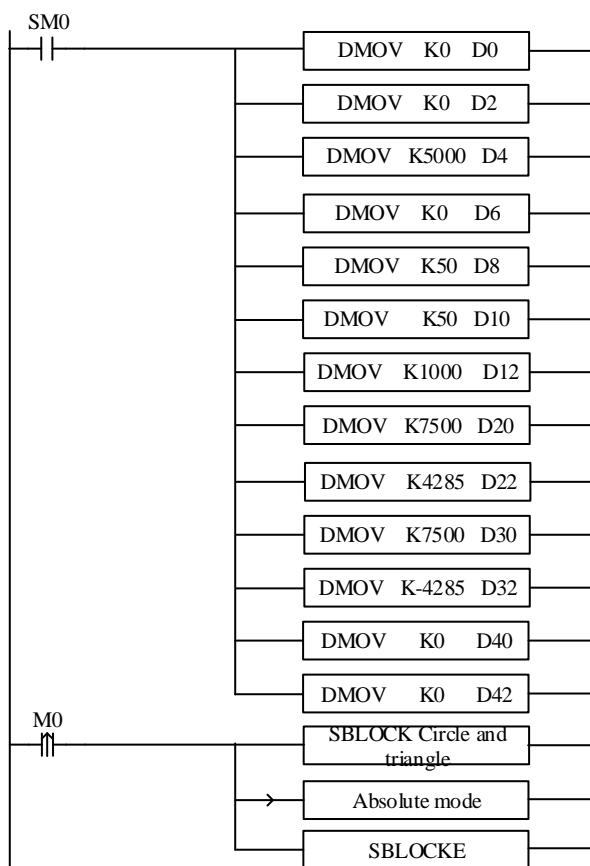 SM0
DMOV K0 D0
DMOV K0 D2
DMOV K5000 D4
DMOV K0 D6
DMOV K50 D8
DMOV K50 D10
DMOV K1000 D12
DMOV K7500 D20
DMOV K4285 D22
DMOV K7500 D30
DMOV K-4285 D32
DMOV K0 D40
DMOV K0 D42
M0
SBLOCK Circle and
triangle
Absolute mode
SBLOCKE